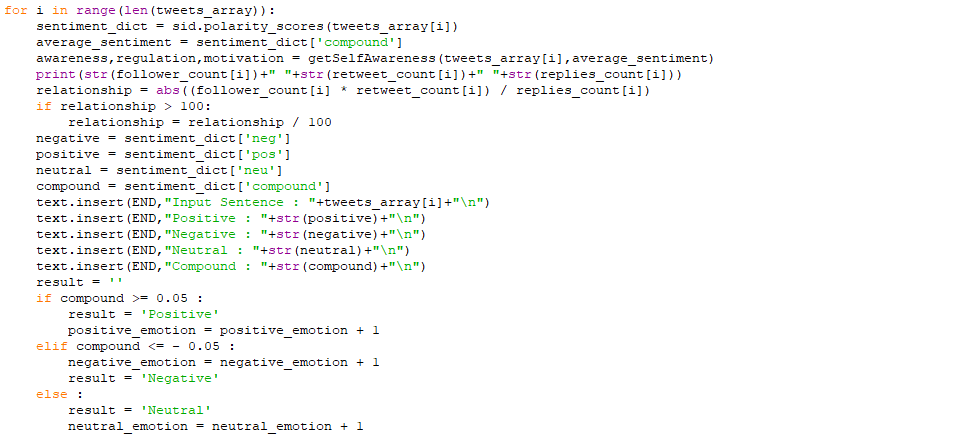 for i in range(len(tweets_array)):
    sentiment_dict = sid.polarity_scores(tweets_array[i])
    average_sentiment = sentiment_dict['compound']
    awareness,regulation,motivation = getSelfAwareness(tweets_array[i],average_sentiment)
    print(str(follower_count[i])+" "+str(retweet_count[i])+" "+str(replies_count[i]))
    relationship = abs((follower_count[i] * retweet_count[i]) / replies_count[i])
    if relationship > 100:
        relationship = relationship / 100
    negative = sentiment_dict['neg']
    positive = sentiment_dict['pos']
    neutral = sentiment_dict['neu']
    compound = sentiment_dict['compound']
    text.insert(END,"Input Sentence : "+tweets_array[i]+"\n")
    text.insert(END,"Positive : "+str(positive)+"\n")
    text.insert(END,"Negative : "+str(negative)+"\n")
    text.insert(END,"Neutral : "+str(neutral)+"\n")
    text.insert(END,"Compound : "+str(compound)+"\n")
    result = ''
    if compound >= 0.05 :
        result = 'Positive'
        positive_emotion = positive_emotion + 1
    elif compound <= - 0.05 :
        negative_emotion = negative_emotion + 1
        result = 'Negative'
    else :
        result = 'Neutral'
        neutral_emotion = neutral_emotion + 1